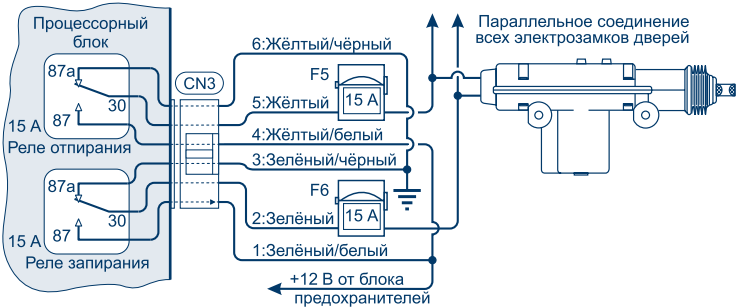 Процессорный
блок
87а
30
15 А
87
Реле отпирания
87а
30
15 А
87
Реле запирания
CN3
6:Жёлтый/чёрный
F5
15 А
5:Жёлтый
4:Жёлтый/белый
3:Зелёный/чёрный
F6
15 А
2:Зелёный
1:Зелёный/белый
+12 В от блока
предохранителей
Параллельное соединение
всех электрозамков дверей